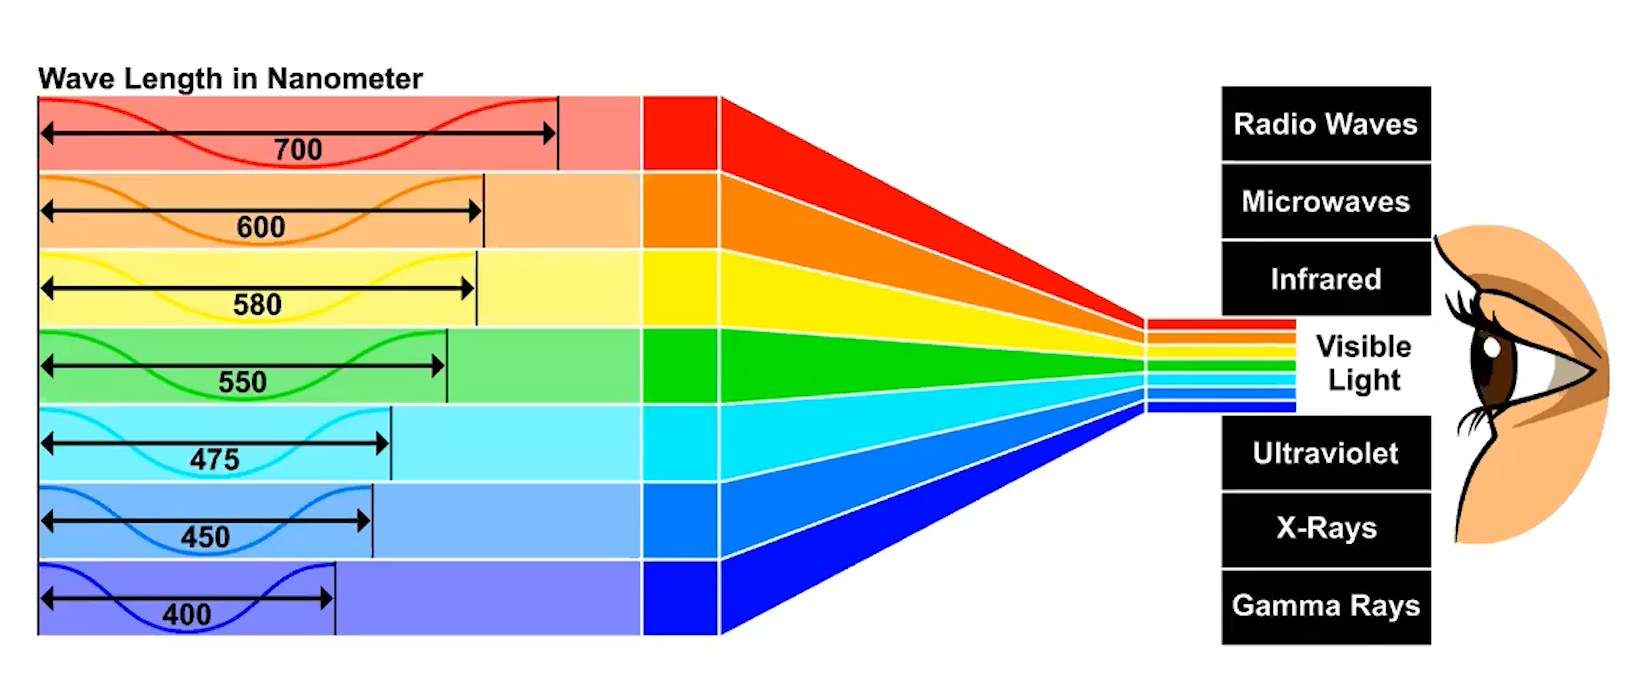 Wave Length in Nanometer
700
600
580
550
475
450
400
Radio Waves
Microwaves
Infrared
Visible
Light
Ultraviolet
X-Rays
Gamma Rays